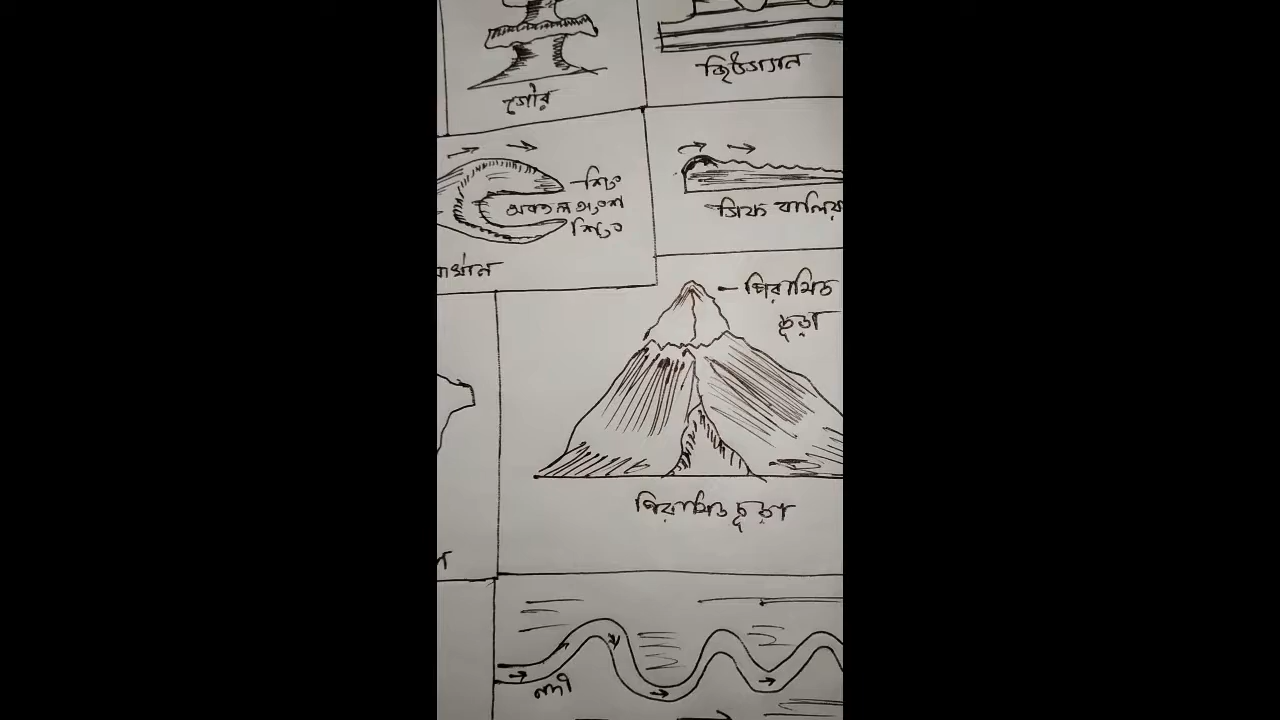 গৌর
জিউগ্যান
শিং
অবতল অংশ
শিং
বার্খান
সিফ বালিয়
পিরামিড
চূড়া
পিরামিড চূড়া
নদী